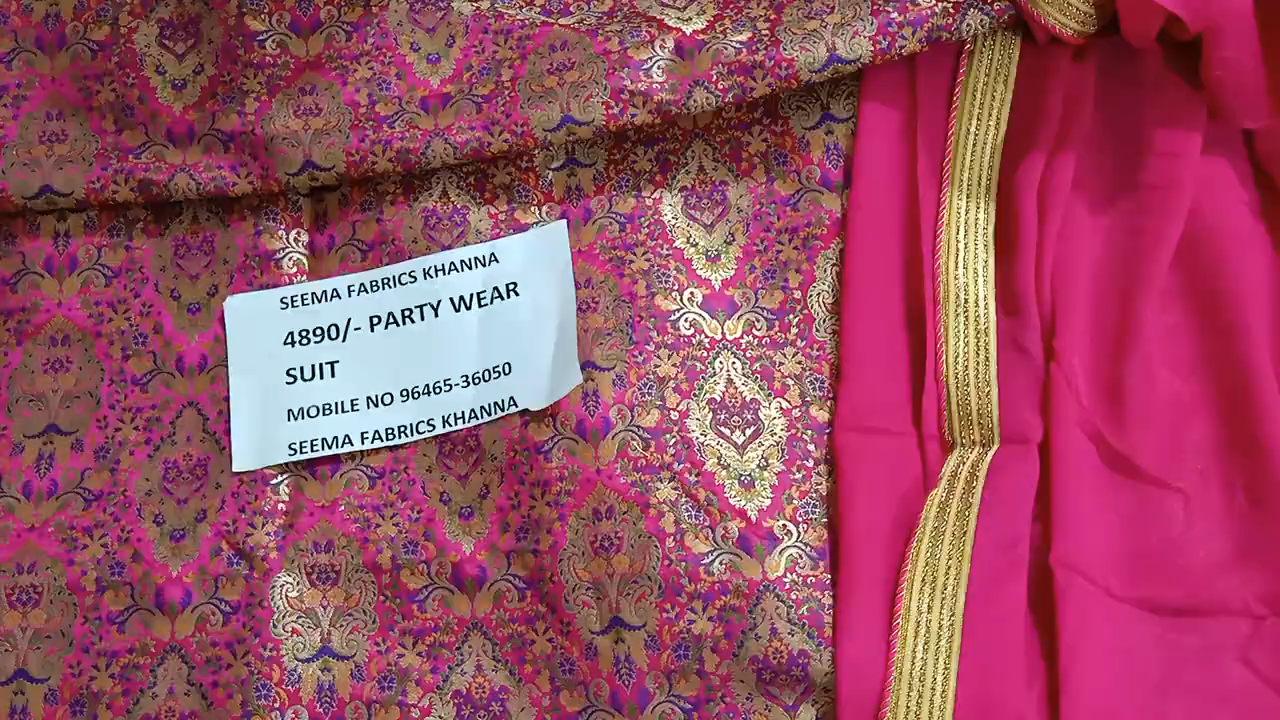 SEEMA FABRICS KHANNA
4890/- PARTY WEAR
SUIT
MOBILE NO 96465-36050
SEEMA FABRICS KHANNA